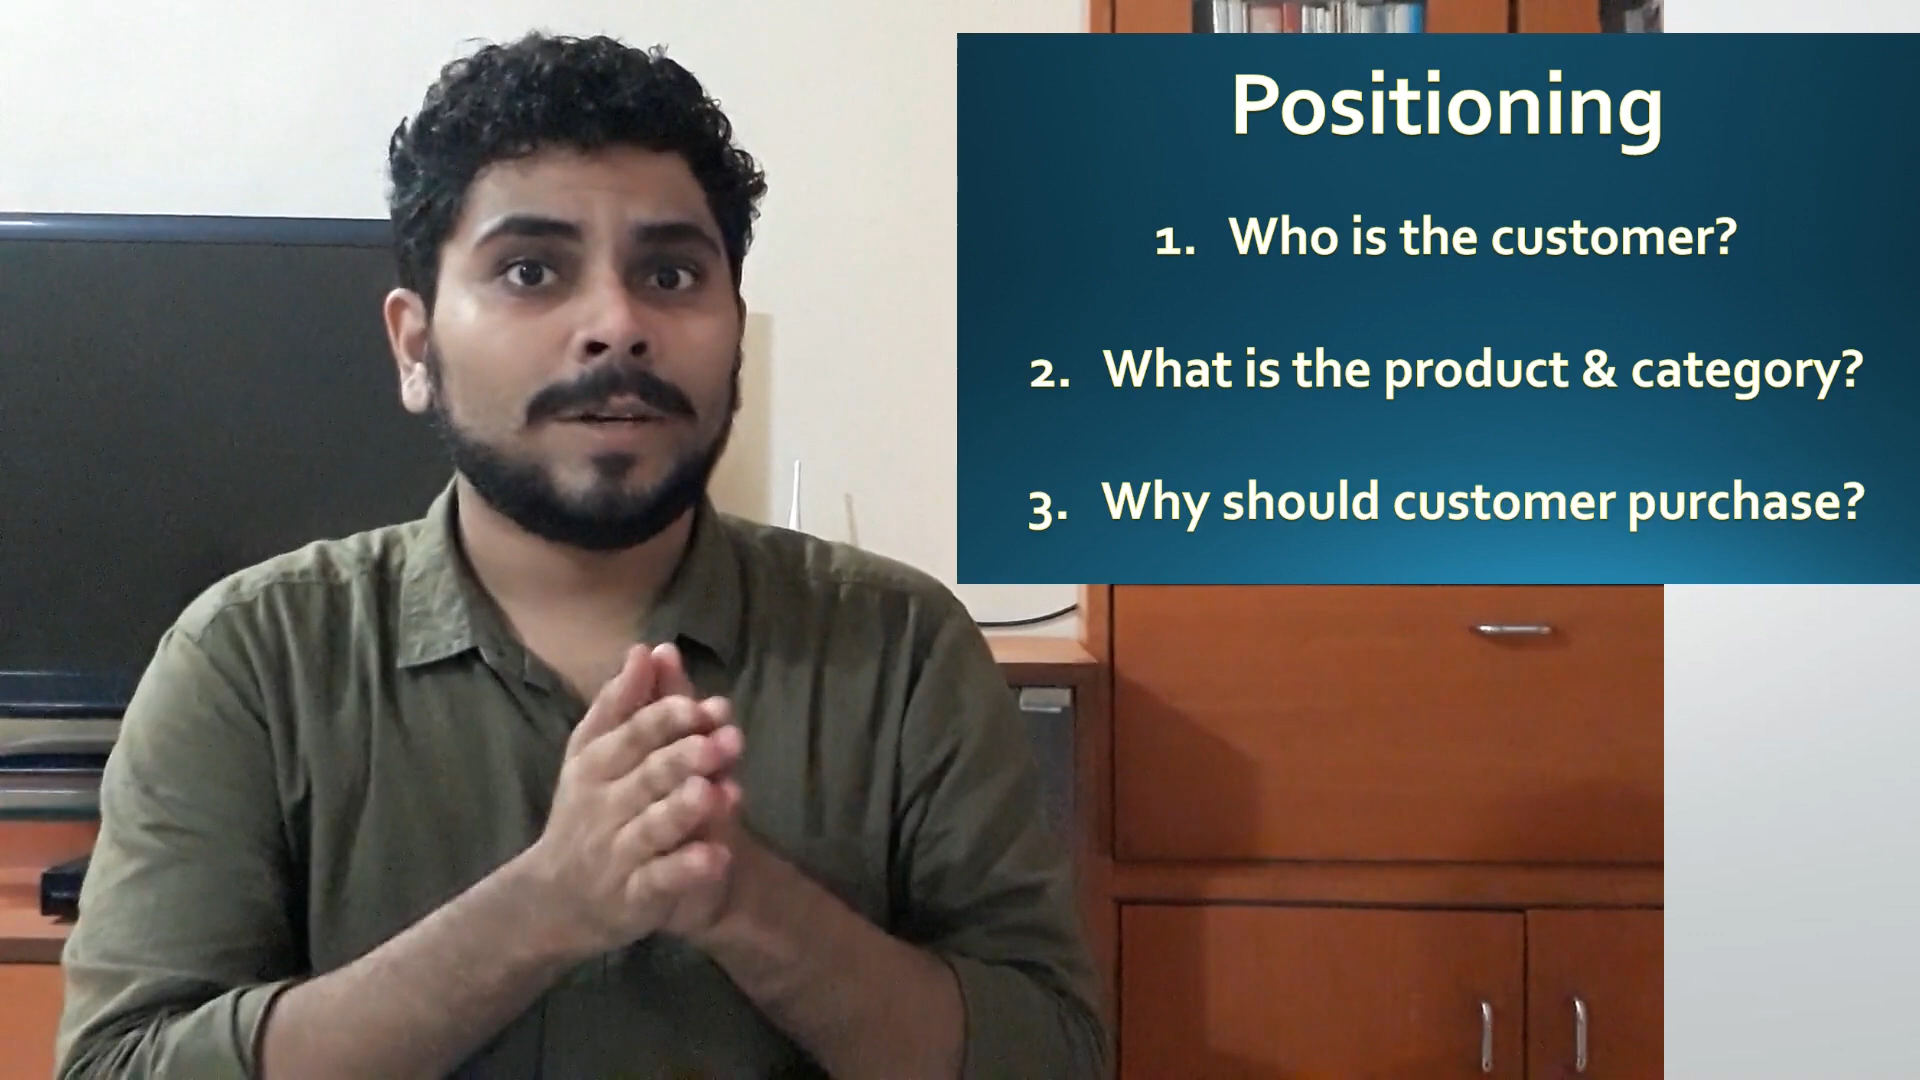 Positioning
1. Who is the customer?
2. What is the product & category?
3. Why should customer purchase?